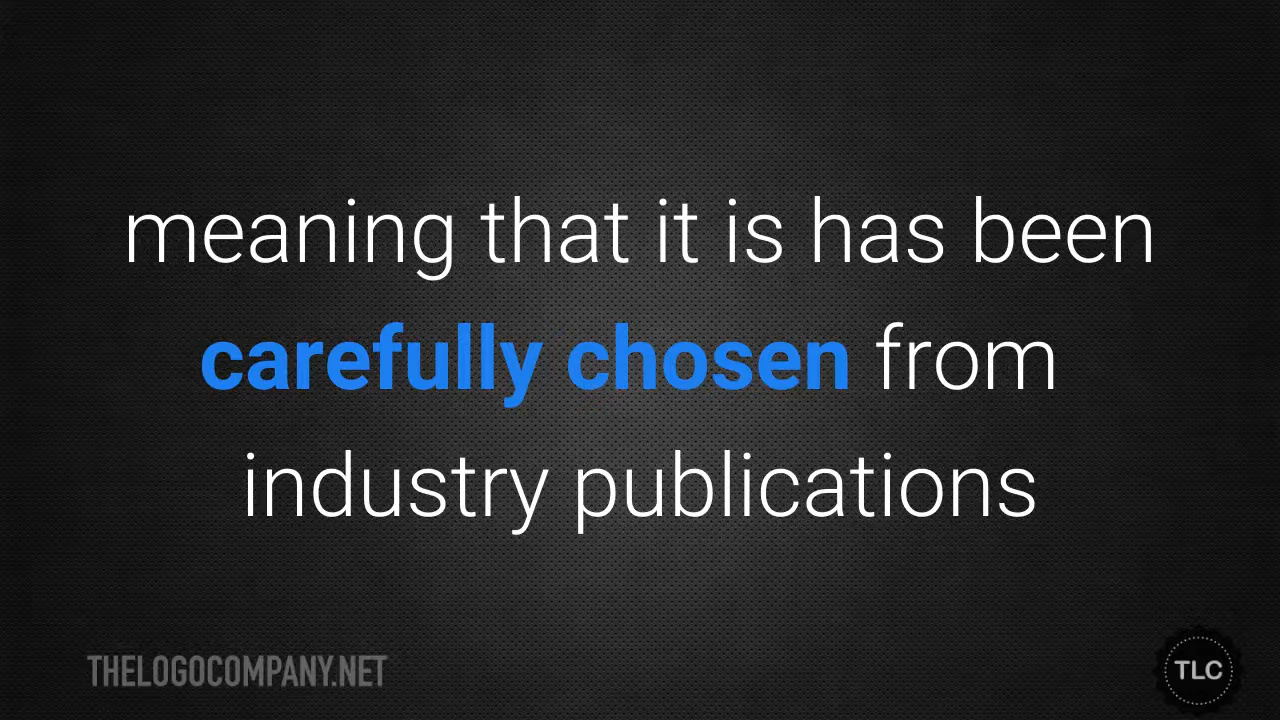 meaning that it is has been
carefully chosen from
industry publications
THELOGOCOMPANY.NET
TLC